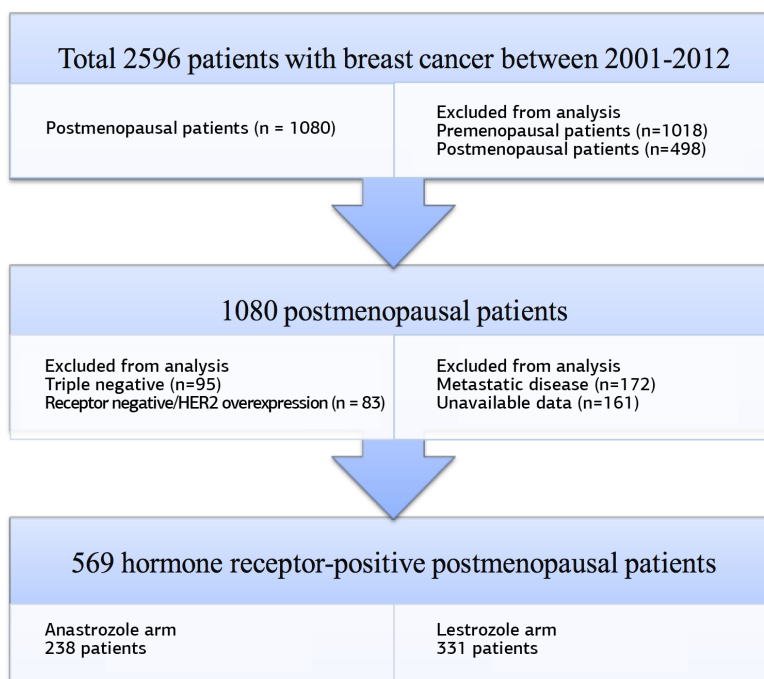 Total 2596 patients with breast cancer between 2001-2012
Postmenopausal patients (n = 1080)
Excluded from analysis
Premenopausal patients (n=1018)
Postmenopausal patients (n=498)
1080 postmenopausal patients
Excluded from analysis
Triple negative (n=95)
Receptor negative/HER2 overexpression (n = 83)
Excluded from analysis
Metastatic disease (n=172)
Unavailable data (n=161)
569 hormone receptor-positive postmenopausal patients
Anastrozole arm
238 patients
Lestrozole arm
331 patients